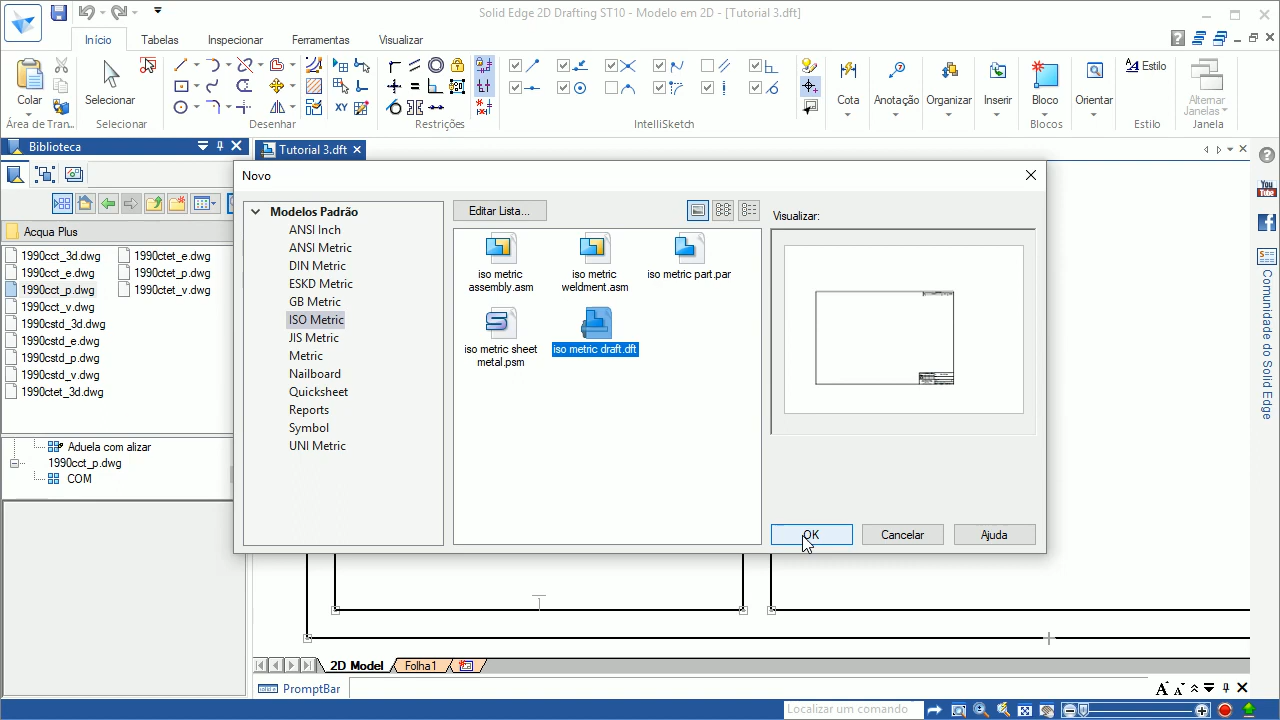 Solid Edge 2D Drafting ST10 - Modelo em 2D - [Tutorial 3.dft]
Início
Tabelas
Inspecionar
Ferramentas
Visualizar
Colar
Selecionar
Cota
Anotação
Organizar
Inserir
Bloco
Orientar
Estilo
Alternar
Janelas
Área de Tran...
Selecionar
Desenhar
Restrições
IntelliSketch
Blocos
Estilo
Janela
Biblioteca
Tutorial 3.dft
Acqua Plus
1990cct_3d.dwg
1990cct_e.dwg
1990cct_p.dwg
1990cct_v.dwg
1990cstd_3d.dwg
1990cstd_e.dwg
1990cstd_p.dwg
1990cstd_v.dwg
1990ctet_3d.dwg
1990ctet_e.dwg
1990ctet_p.dwg
1990ctet_v.dwg
Aduela com alizar
1990cct_p.dwg
COM
Novo
Modelos Padrão
ANSI Inch
ANSI Metric
DIN Metric
ESKD Metric
GB Metric
ISO Metric
JIS Metric
Metric
Nailboard
Quicksheet
Reports
Symbol
UNI Metric
Editar Lista...
iso metric
assembly.asm
iso metric
weldment.asm
iso metric part.par
iso metric sheet
metal.psm
iso metric draft.dft
Visualizar:
OK
Cancelar
Ajuda
You
Tube
Comunidade do Solid Edge
2D Model
Folha1
PromptBar
Localizar um comando